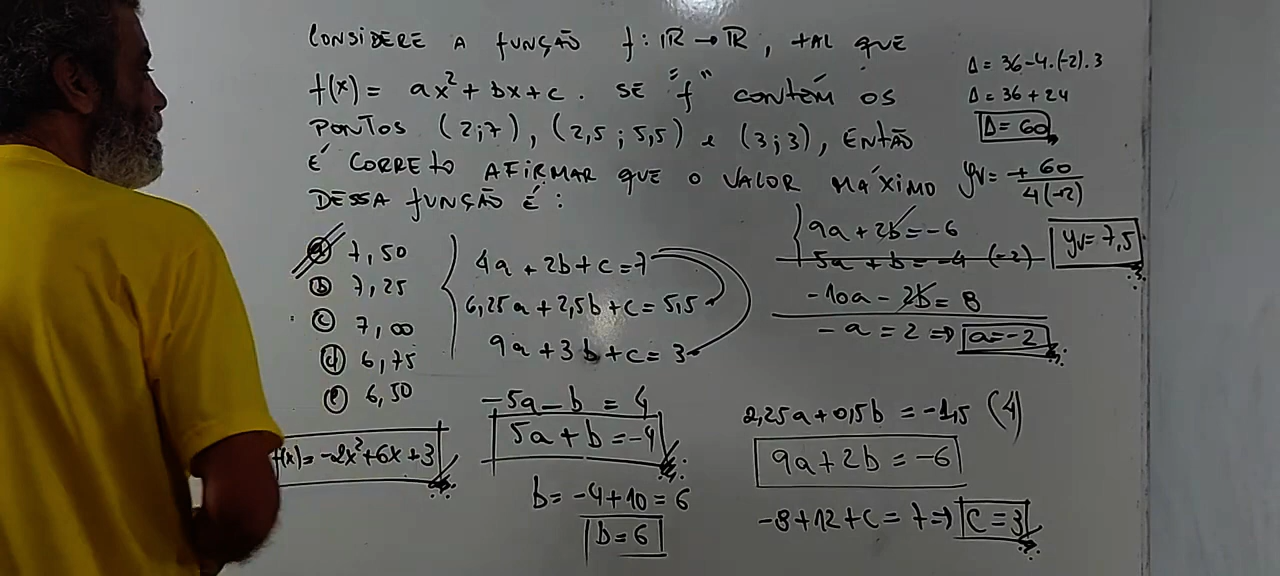 CONSIDERE A FUNÇÃO f: ℝ → ℝ, TAL QUE
f(x) = ax² + bx + c. SE "f" CONTÉM OS
PONTOS (2;7), (2,5; 5,5) e (3;3), ENTÃO
É CORRETO AFIRMAR QUE O VALOR MÁXIMO
DESSA FUNÇÃO É:
a) 7,50
b) 7,25
c) 7,00
d) 6,75
e) 6,50
4a + 2b + c = 7
6,25a + 2,5b + c = 5,5
9a + 3b + c = 3
-5a - b = 4
5a + b = -4
b = -4 + 10 = 6
b = 6
f(x) = -2x² + 6x + 3
Δ = 36 - 4.(-2).3
Δ = 36 + 24
Δ = 60
yv = -+ 60
4(-2)
yv = 7,5
9a + 2b = -6
5a + b = -4 (-2)
-10a - 2b = 8
-a = 2 ⇒ a = -2
2,25a + 0,5b = -1,5 (4)
9a + 2b = -6
-8 + 12 + c = 7 ⇒ c = 3